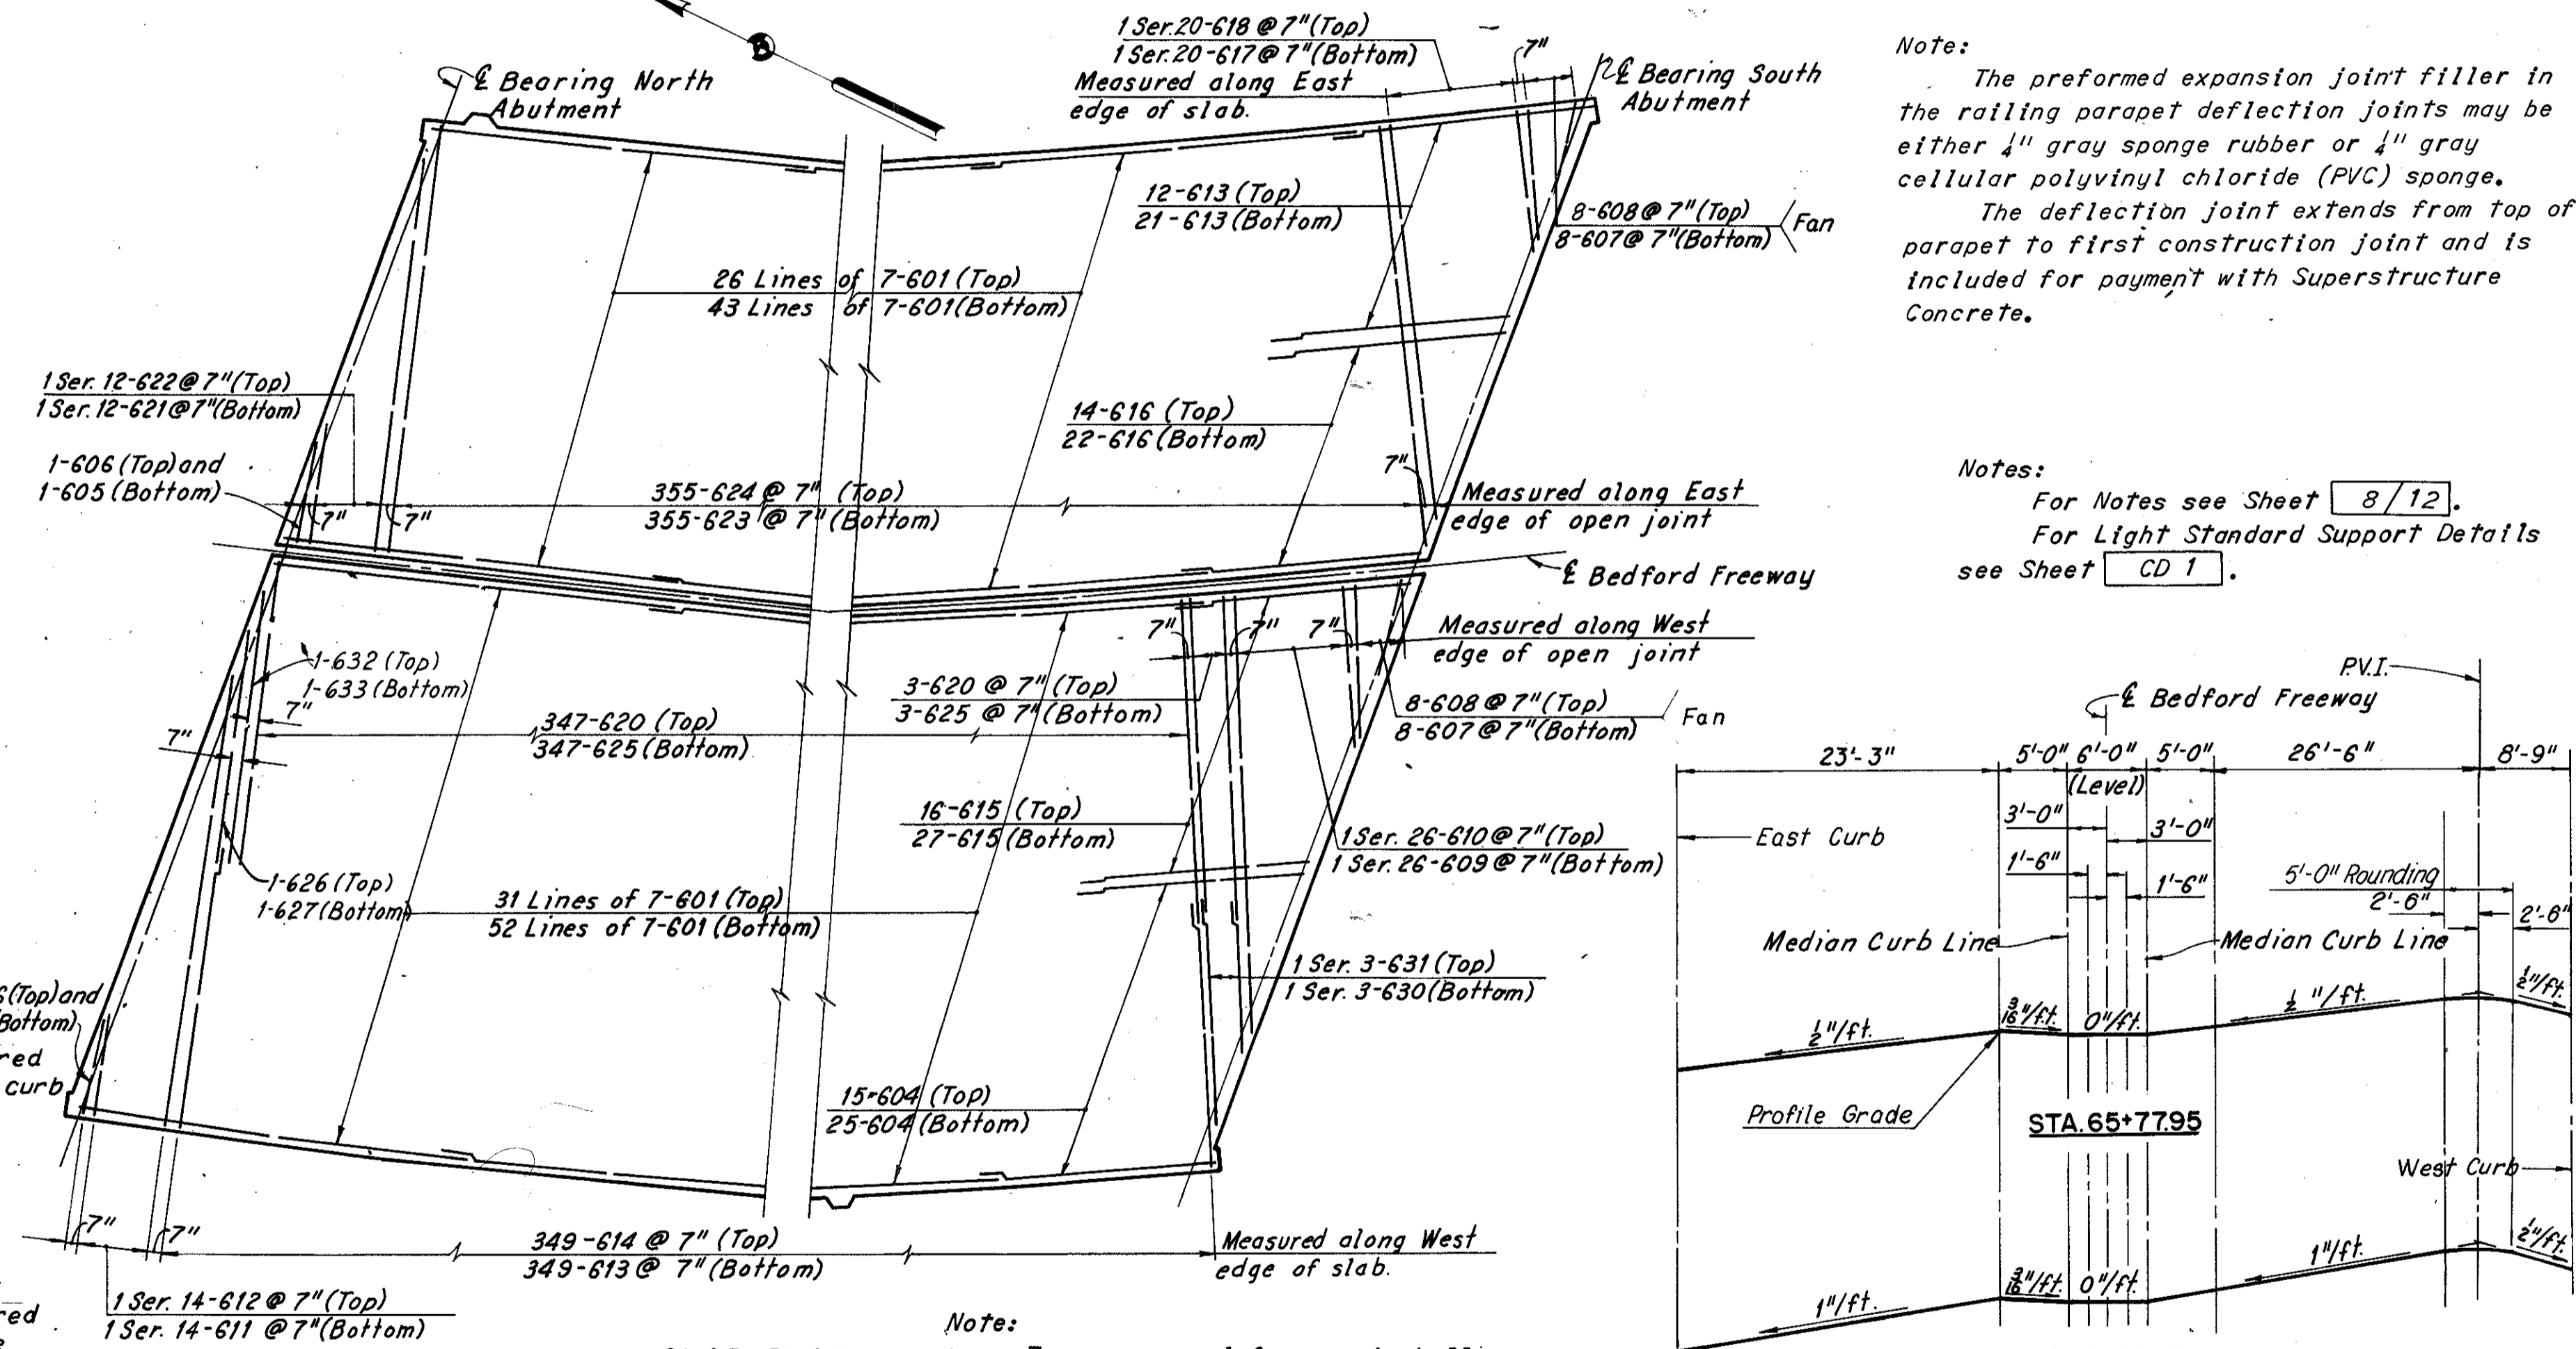 1 Ser. 20-618 @ 7" (Top)
1 Ser. 20-617 @ 7" (Bottom)
Measured along East
edge of slab.
7"
℄ Bearing South
Abutment
℄ Bearing North
Abutment
12-613 (Top)
21-613 (Bottom)
8-608 @ 7" (Top)
8-607 @ 7" (Bottom)
Fan
26 Lines of 7-601 (Top)
43 Lines of 7-601 (Bottom)
1 Ser. 12-622 @ 7" (Top)
1 Ser. 12-621 @ 7" (Bottom)
14-616 (Top)
22-616 (Bottom)
1-606 (Top) and
1-605 (Bottom)
7"
7"
7"
355-624 @ 7" (Top)
355-623 @ 7" (Bottom)
Measured along East
edge of open joint
℄ Bedford Freeway
7"
7"
7"
Measured along West
edge of open joint
1-632 (Top)
1-633 (Bottom)
7"
7"
3-620 @ 7" (Top)
3-625 @ 7" (Bottom)
8-608 @ 7" (Top)
8-607 @ 7" (Bottom)
Fan
347-620 (Top)
347-625 (Bottom)
16-615 (Top)
27-615 (Bottom)
1 Ser. 26-610 @ 7" (Top)
1 Ser. 26-609 @ 7" (Bottom)
1-626 (Top)
1-627 (Bottom)
31 Lines of 7-601 (Top)
52 Lines of 7-601 (Bottom)
1 Ser. 3-631 (Top)
1 Ser. 3-630 (Bottom)
6 (Top) and
Bottom)
red
curb
15-604 (Top)
25-604 (Bottom)
7"
7"
349-614 @ 7" (Top)
349-613 @ 7" (Bottom)
Measured along West
edge of slab.
1 Ser. 14-612 @ 7" (Top)
1 Ser. 14-611 @ 7" (Bottom)
red
Note:
Note:
The preformed expansion joint filler in
the railing parapet deflection joints may be
either ¼" gray sponge rubber or ¼" gray
cellular polyvinyl chloride (PVC) sponge.
The deflection joint extends from top of
parapet to first construction joint and is
included for payment with Superstructure
Concrete.
Notes:
For Notes see Sheet 8/12.
For Light Standard Support Details
see Sheet CD 1.
P.V.I.
℄ Bedford Freeway
23'-3" 5'-0" 6'-0" 5'-0" 26'-6" 8'-9"
(Level)
3'-0"
3'-0"
East Curb
1'-6"
1'-6"
5'-0" Rounding
2'-6"
2'-6"
Median Curb Line
Median Curb Line
½"/ft. 3/16"/ft. 0"/ft. ½"/ft. ½"/ft.
Profile Grade
STA. 65+77.95
West Curb
1"/ft. 3/16"/ft. 0"/ft. 1"/ft. ½"/ft.